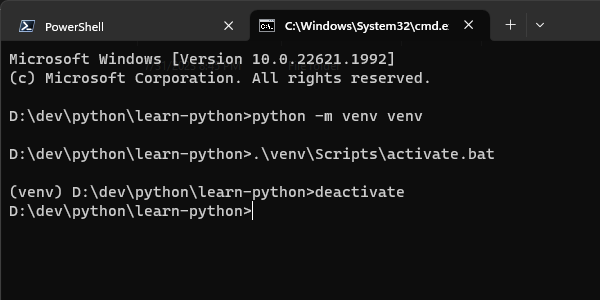 PowerShell
C:\Windows\System32\cmd.e
Microsoft Windows [Version 10.0.22621.1992]
(c) Microsoft Corporation. All rights reserved.
D:\dev\python\learn-python>python -m venv venv
D:\dev\python\learn-python>.\venv\Scripts\activate.bat
(venv) D:\dev\python\learn-python>deactivate
D:\dev\python\learn-python>